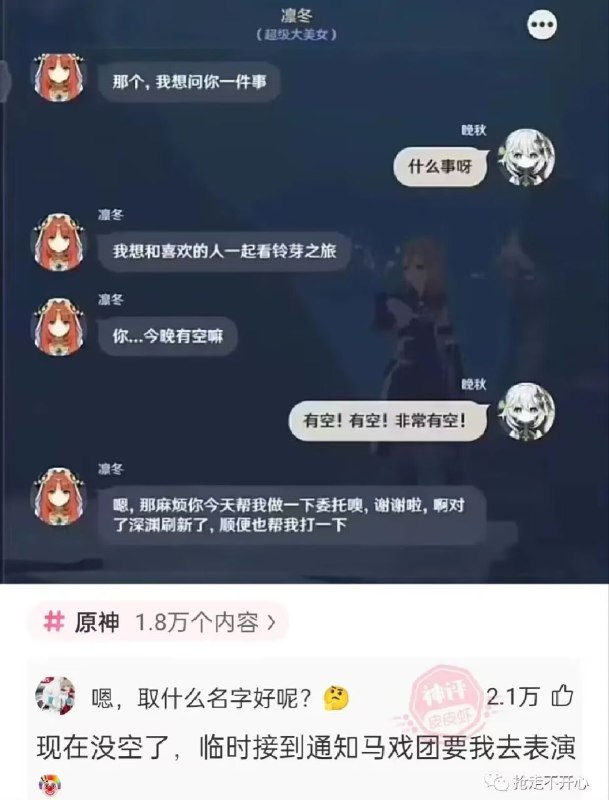 凛冬
(超级大美女)
那个，我想问你一件事
晚秋
什么事呀
凛冬
我想和喜欢的人一起看铃芽之旅
凛冬
你...今晚有空嘛
晚秋
有空！有空！非常有空！
凛冬
嗯，那麻烦你今天帮我做一下委托噢，谢谢啦，啊对
了深渊刷新了，顺便也帮我打一下
# 原神 1.8万个内容 >
嗯，取什么名字好呢？🤔
神评
皮皮虾
2.1万
现在没空了，临时接到通知马戏团要我去表演
🤡
抢走不开心